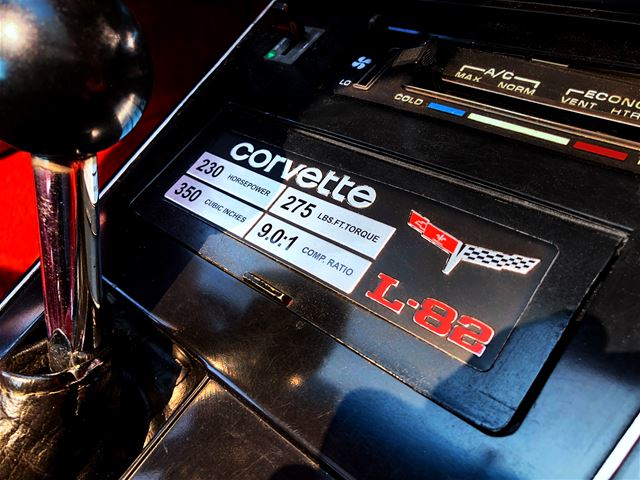 LO
A/C
MAX NORM
ECONO
VENT HTR
COLD
corvette
230 HORSEPOWER
275 LBS.FT.TORQUE
350 CUBIC INCHES
9.0:1 COMP. RATIO
L-82